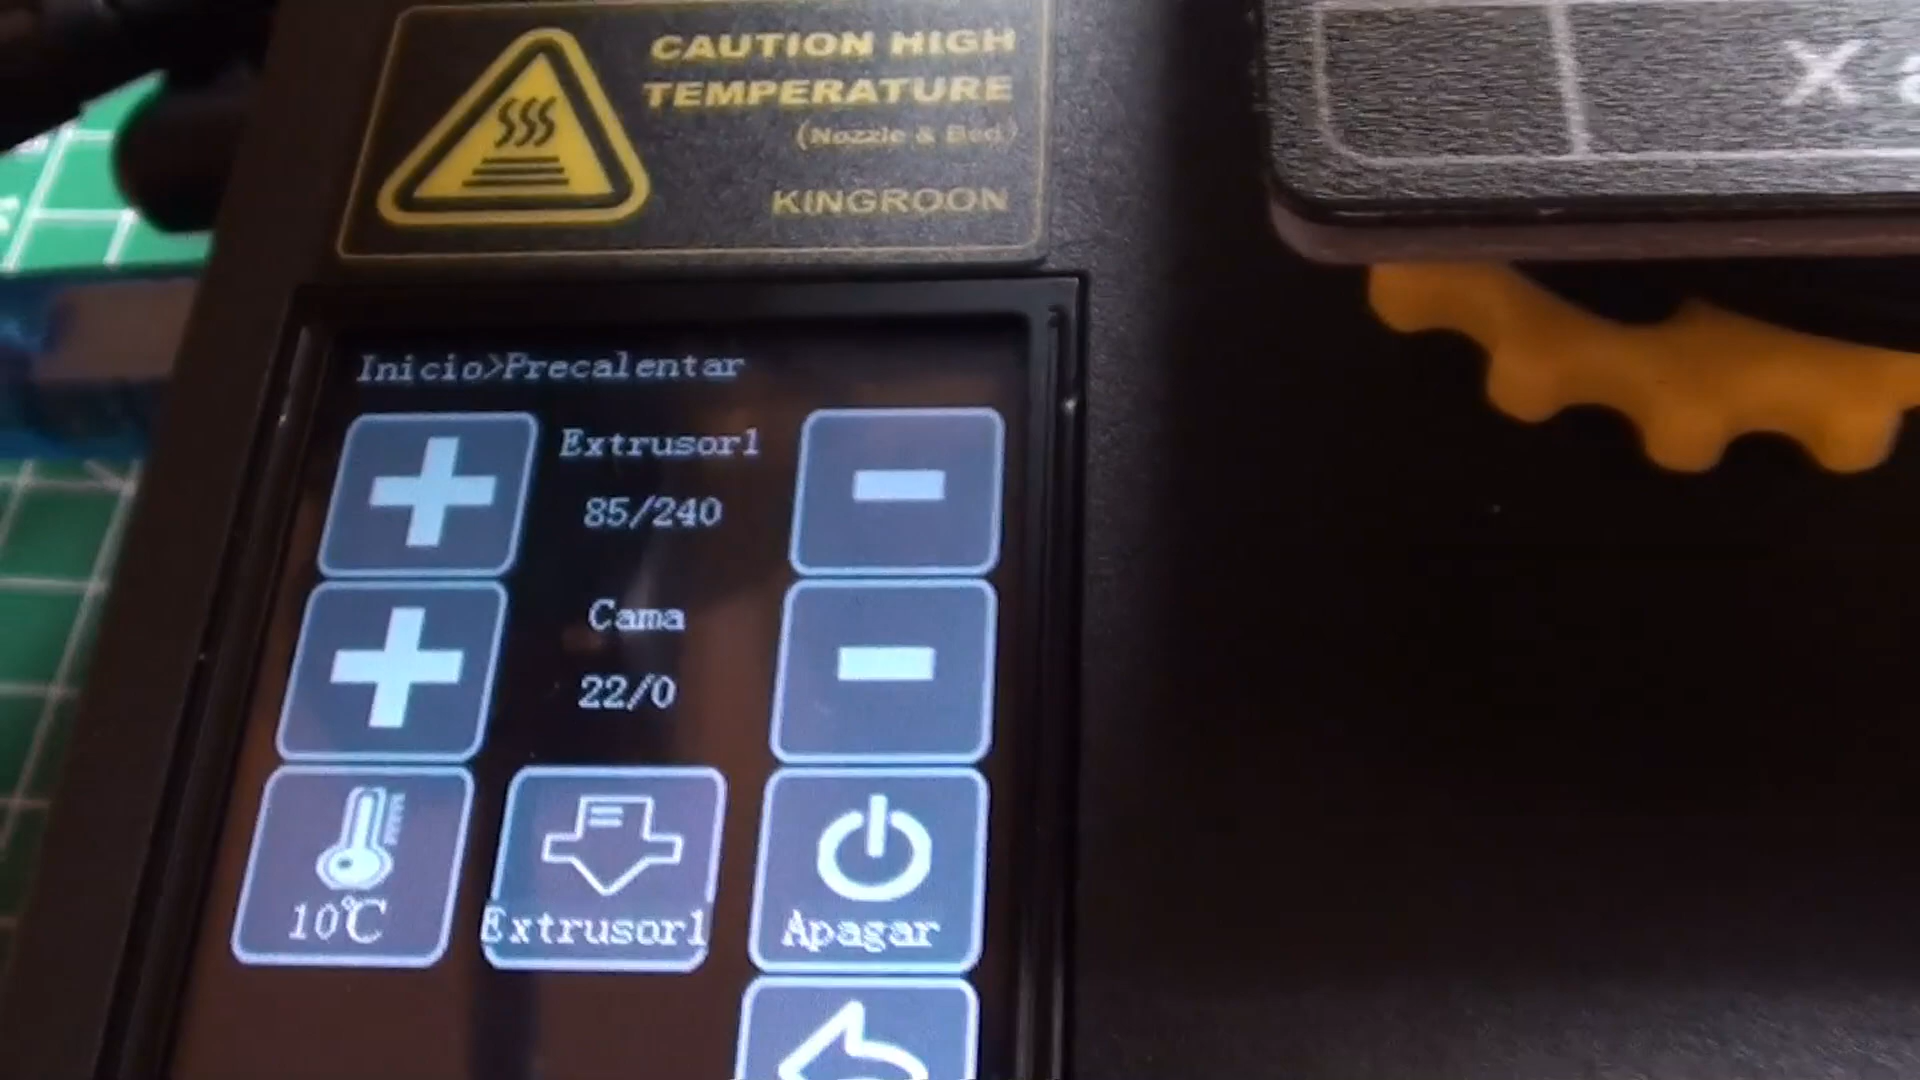 CAUTION HIGH
TEMPERATURE
(Nozzle & Bed)
KINGROON
X
Inicio>Precalentar
Extrusor1
85/240
Cama
22/0
10℃
Extrusor1
Apagar